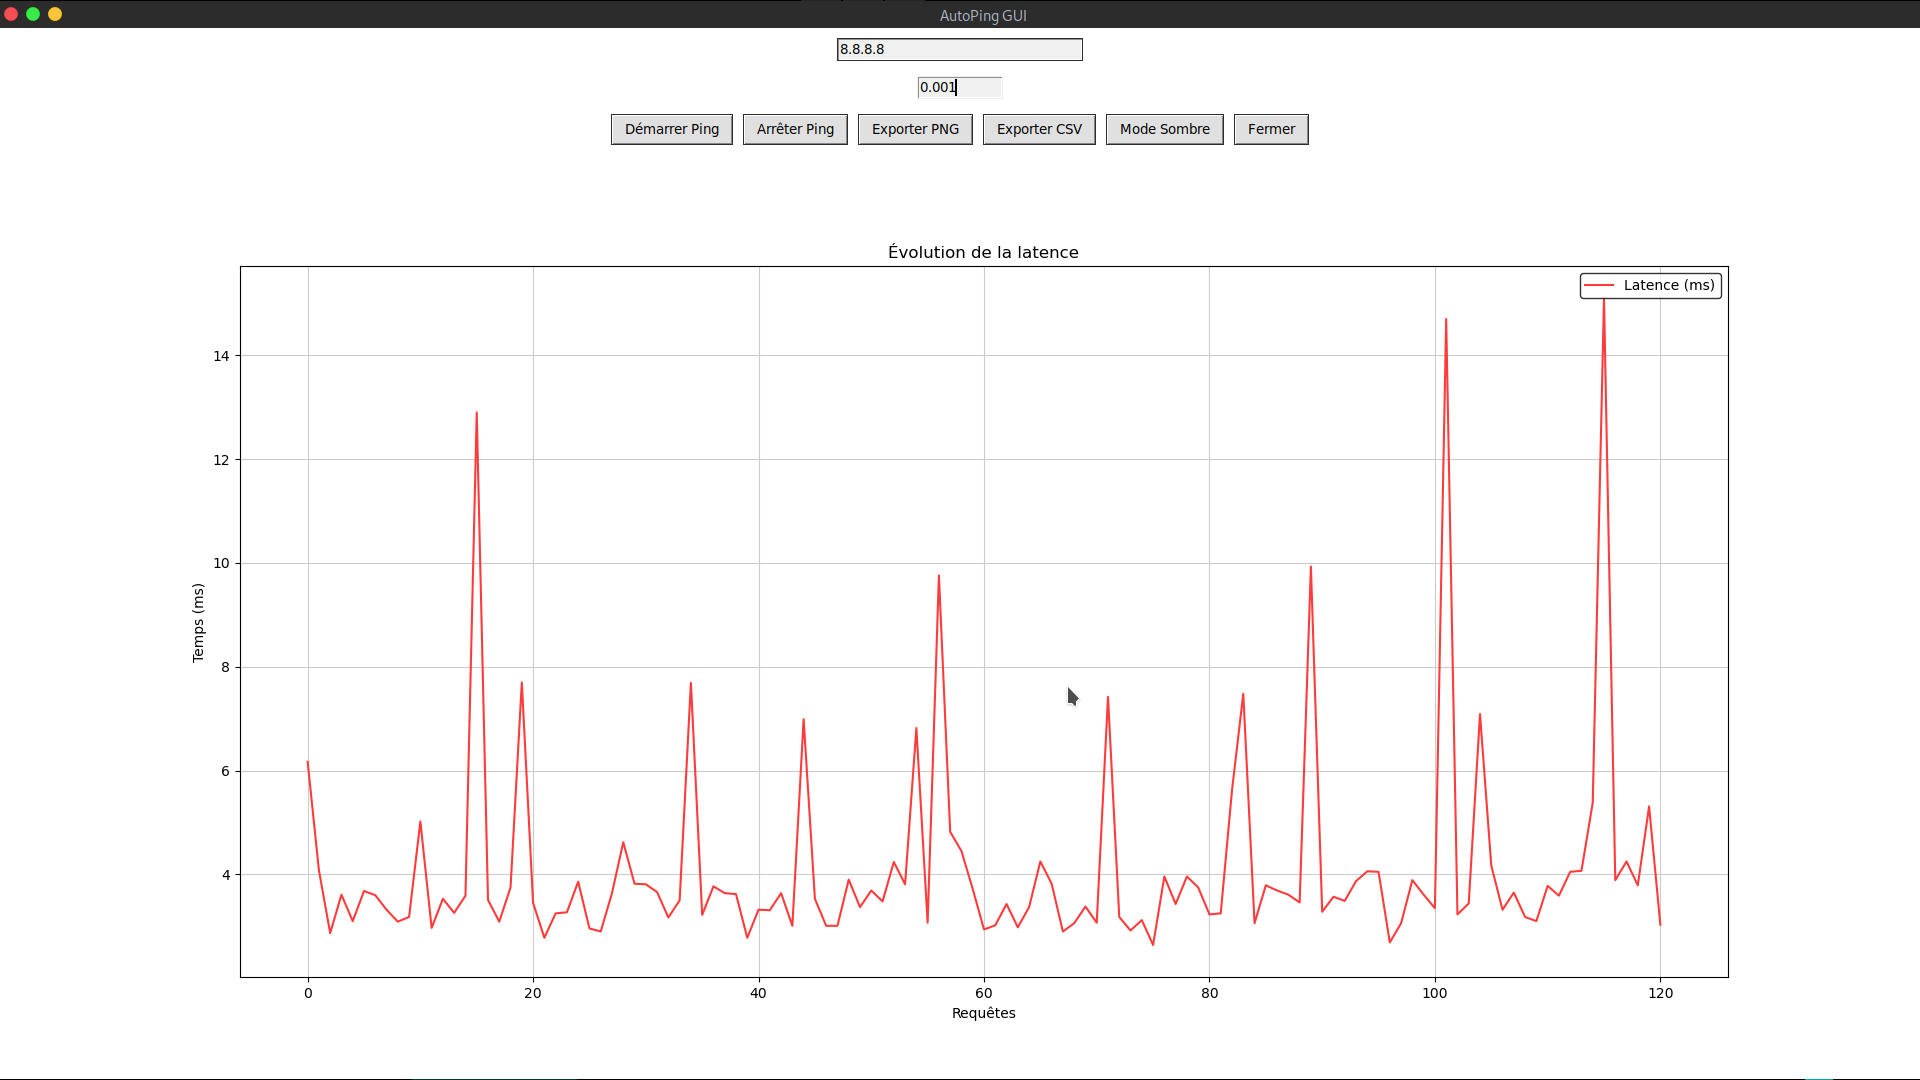 AutoPing GUI
8.8.8.8
0.001
Démarrer Ping Arrêter Ping Exporter PNG Exporter CSV Mode Sombre Fermer
Évolution de la latence
Latence (ms)
14
12
10
8
6
4
Temps (ms)
0 20 40 60 80 100 120
Requêtes